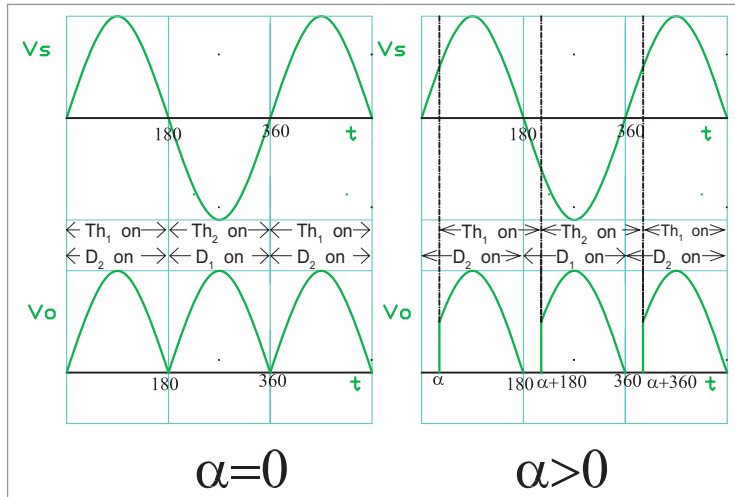 Vs
180
360
t
Th₁ on Th₂ on Th₁ on
D₂ on D₁ on D₂ on
Vo
180
360
t
α=0
Vs
180
360
t
Th₁ on Th₂ on Th₁ on
D₂ on D₁ on D₂ on
Vo
α 180 α+180 360 α+360 t
α>0